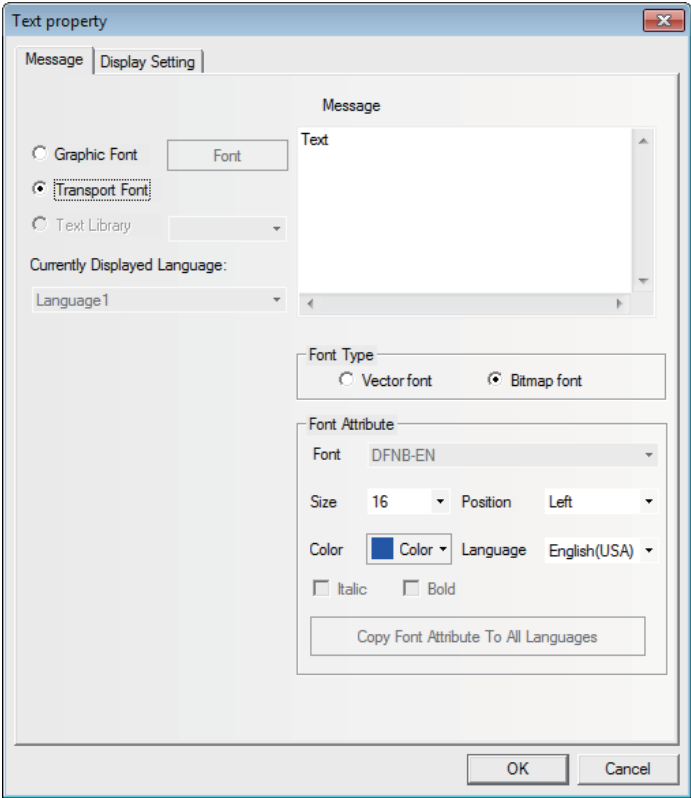 Text property
Message
Display Setting
Message
Graphic Font
Font
Text
Transport Font
Text Library
Currently Displayed Language:
Language1
Font Type
Vector font
Bitmap font
Font Attribute
Font DFNB-EN
Size 16 Position Left
Color Color Language English(USA)
Italic Bold
Copy Font Attribute To All Languages
OK Cancel